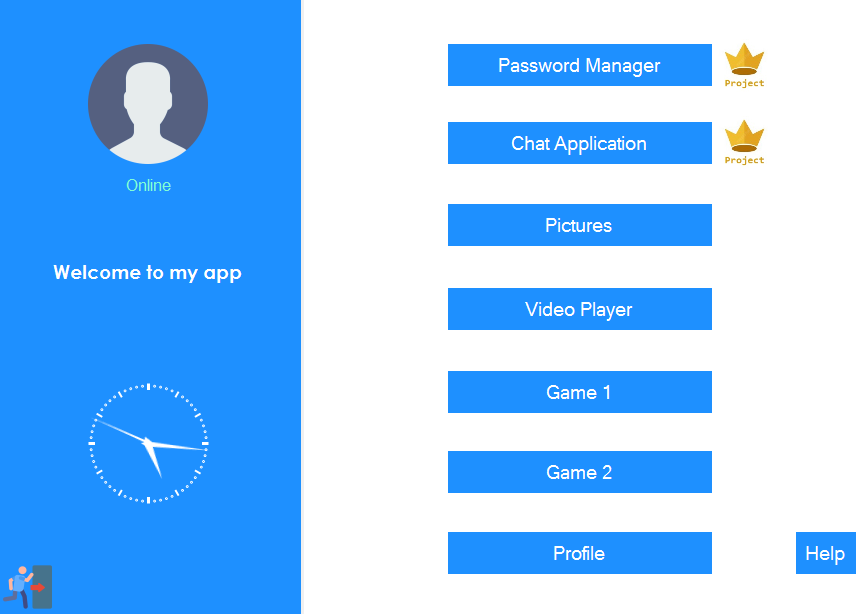 Online
Welcome to my app
Password Manager
Project
Chat Application
Project
Pictures
Video Player
Game 1
Game 2
Profile
Help